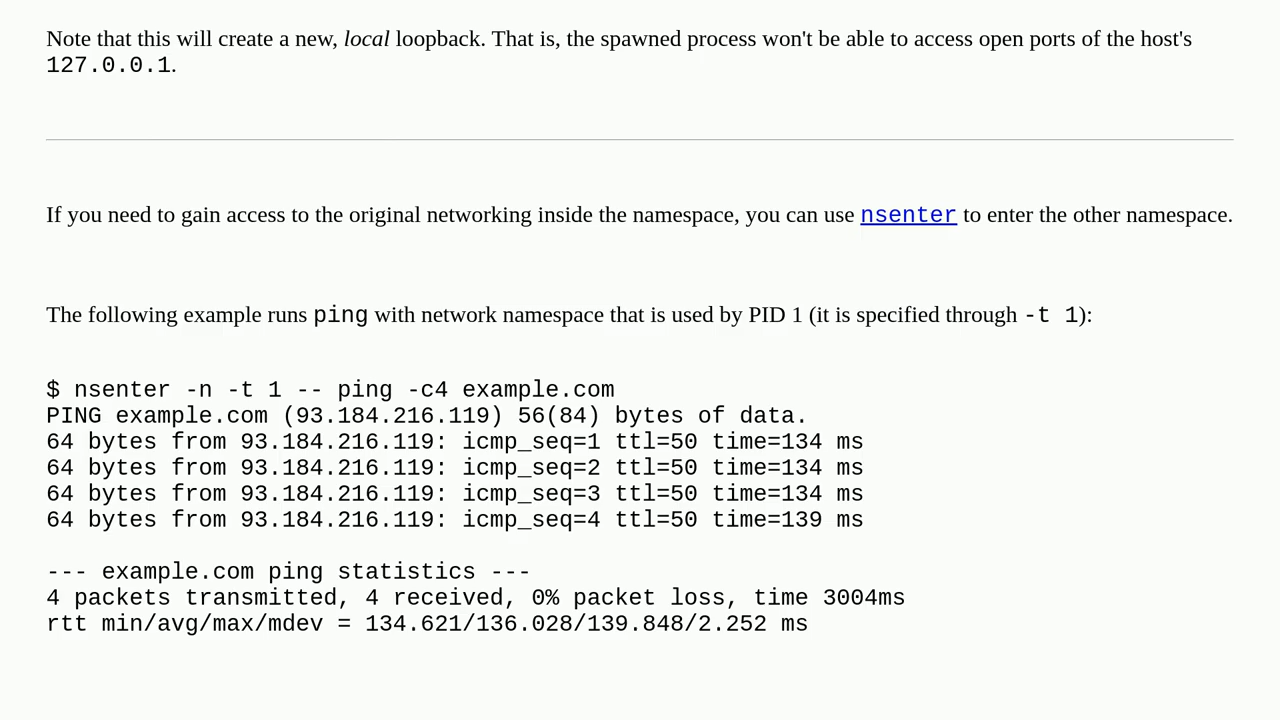 Note that this will create a new, local loopback. That is, the spawned process won't be able to access open ports of the host's
127.0.0.1.
If you need to gain access to the original networking inside the namespace, you can use nsenter to enter the other namespace.
The following example runs ping with network namespace that is used by PID 1 (it is specified through -t 1):
$ nsenter -n -t 1 -- ping -c4 example.com
PING example.com (93.184.216.119) 56(84) bytes of data.
64 bytes from 93.184.216.119: icmp_seq=1 ttl=50 time=134 ms
64 bytes from 93.184.216.119: icmp_seq=2 ttl=50 time=134 ms
64 bytes from 93.184.216.119: icmp_seq=3 ttl=50 time=134 ms
64 bytes from 93.184.216.119: icmp_seq=4 ttl=50 time=139 ms
--- example.com ping statistics ---
4 packets transmitted, 4 received, 0% packet loss, time 3004ms
rtt min/avg/max/mdev = 134.621/136.028/139.848/2.252 ms